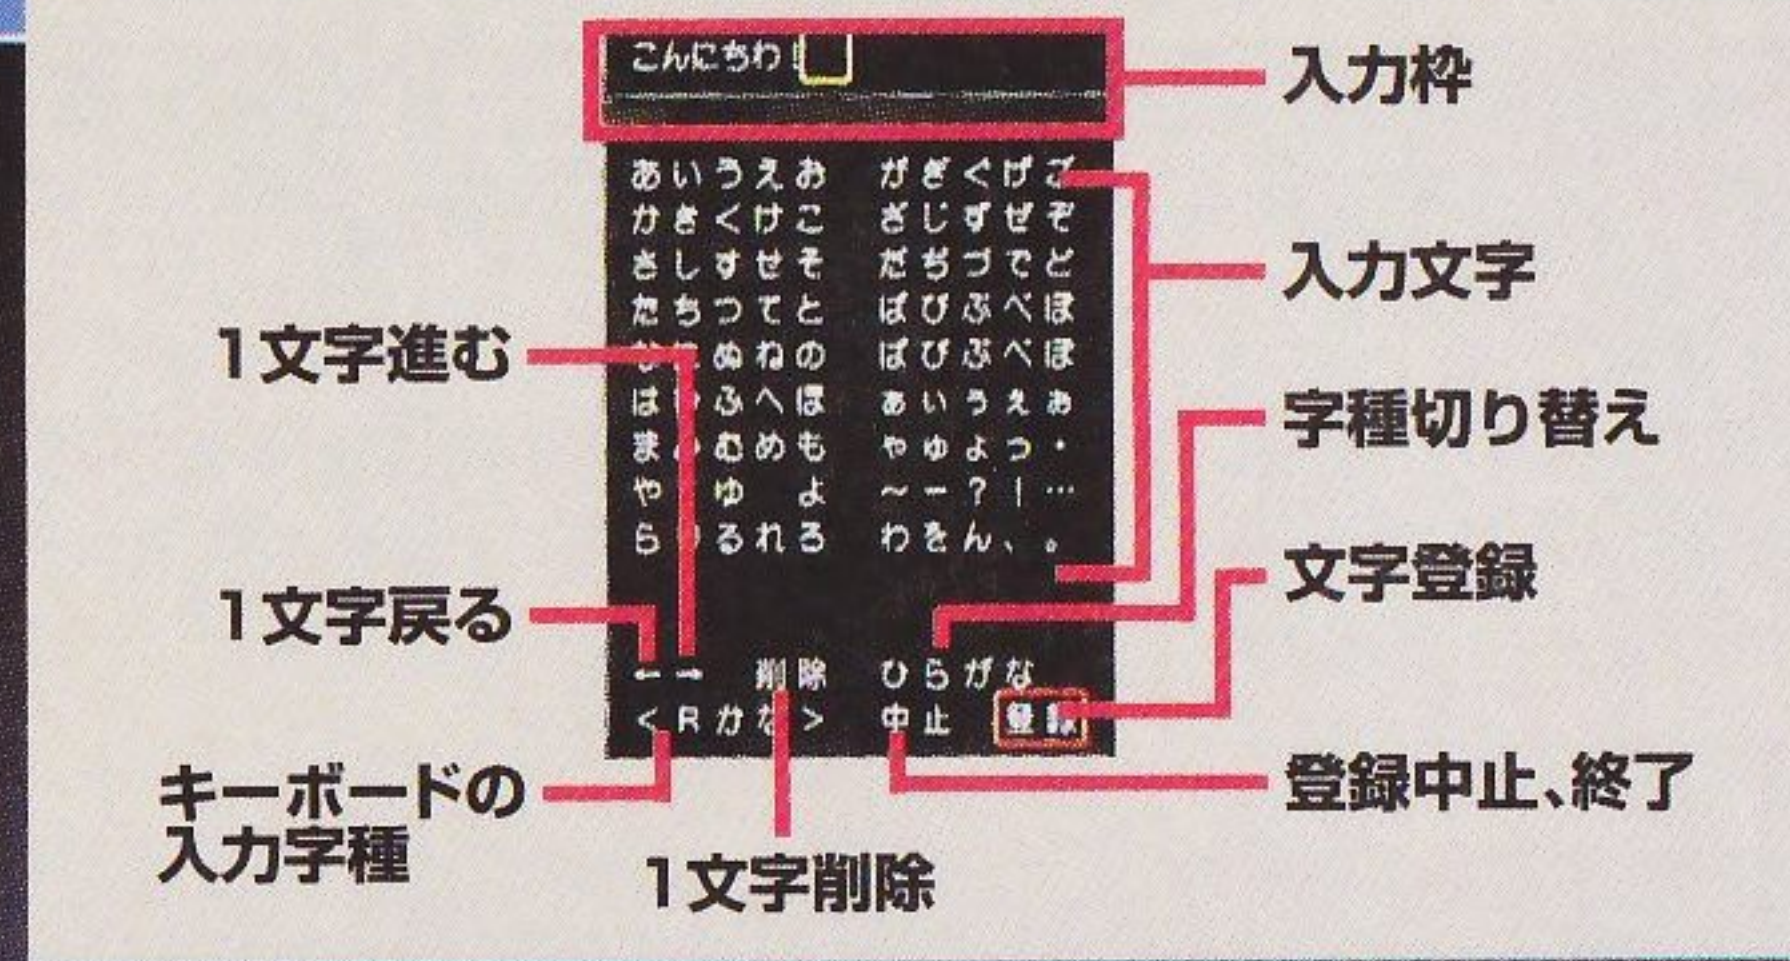 こんにちわ!
入力枠
あいうえお がぎぐげご
かきくけこ ざじずぜぞ
さしすせそ だぢづでど
たちつてと ばびぶべぼ
ぬねの ぱぴぷぺぽ
は ふへほ ぁぃぅぇぉ
ま むめも ゃゅょっ・
や ゆ よ ~ー?!…
ら るれろ わをん、。
←→ 削除 ひらがな
<Rかな> 中止 登録
入力文字
字種切り替え
文字登録
登録中止、終了
1文字進む
1文字戻る
キーボードの
入力字種
1文字削除